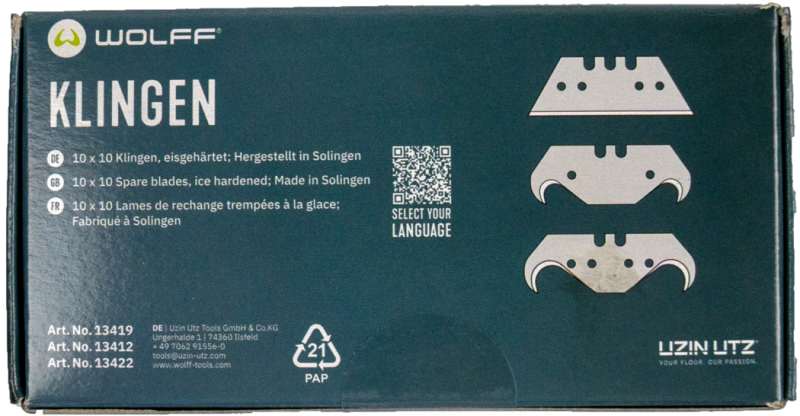 WOLFF®
KLINGEN
DE 10 x 10 Klingen, eisgehärtet; Hergestellt in Solingen
GB 10 x 10 Spare blades, ice hardened; Made in Solingen
FR 10 x 10 Lames de rechange trempées à la glace;
Fabriqué à Solingen
SELECT YOUR
LANGUAGE
Art. No. 13419
Art. No. 13412
Art. No. 13422
DE | Uzin Utz Tools GmbH & Co.KG
Ungerhalde 1 | 74360 Ilsfeld
+ 49 7062 91556-0
tools@uzin-utz.com
www.wolff-tools.com
21
PAP
UZIN UTZ
YOUR FLOOR. OUR PASSION.